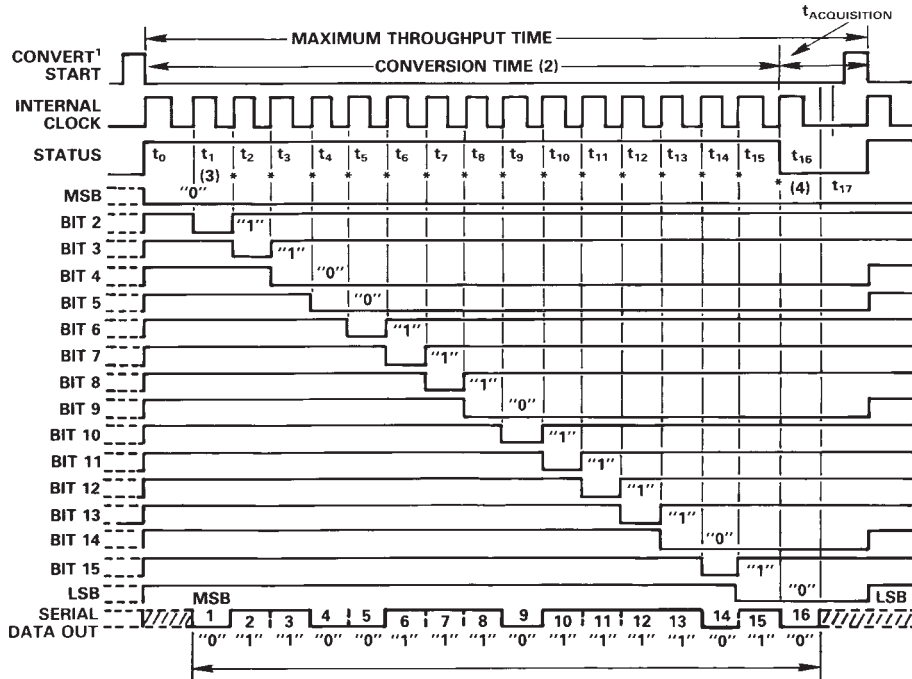 tACQUISITION
MAXIMUM THROUGHPUT TIME
CONVERT¹
START
CONVERSION TIME (2)
INTERNAL
CLOCK
STATUS t0 t1 t2 t3 t4 t5 t6 t7 t8 t9 t10 t11 t12 t13 t14 t15 t16
(3) * * * * * * * * * * * * * * * (4) t17
MSB "0"
BIT 2 "1"
BIT 3 "1"
BIT 4 "0"
BIT 5 "0"
BIT 6 "1"
BIT 7 "1"
BIT 8 "1"
BIT 9 "0"
BIT 10 "1"
BIT 11 "1"
BIT 12 "1"
BIT 13 "1"
BIT 14 "0"
BIT 15 "1"
LSB "0" LSB
MSB
SERIAL
DATA OUT
1 2 3 4 5 6 7 8 9 10 11 12 13 14 15 16
"0" "1" "1" "0" "0" "1" "1" "1" "0" "1" "1" "1" "1" "0" "1" "0"